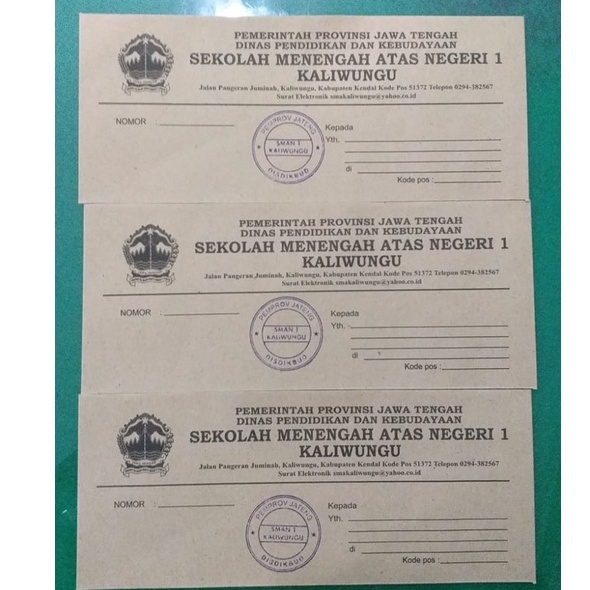 PEMERINTAH PROVINSI JAWA TENGAH
DINAS PENDIDIKAN DAN KEBUDAYAAN
SEKOLAH MENENGAH ATAS NEGERI 1
KALIWUNGU
Jalan Pangeran Juminah, Kaliwungu, Kabupaten Kendal Kode Pos 51372 Telepon 0294-382567
Surat Elektronik smakaliwungu@yahoo.co.id
NOMOR :
PEMPROV JATENG
SMAN 1
KALIWUNGU
DISDIKBUD
Kepada
Yth.
di
Kode pos :
PEMERINTAH PROVINSI JAWA TENGAH
DINAS PENDIDIKAN DAN KEBUDAYAAN
SEKOLAH MENENGAH ATAS NEGERI 1
KALIWUNGU
Jalan Pangeran Juminah, Kaliwungu, Kabupaten Kendal Kode Pos 51372 Telepon 0294-382567
Surat Elektronik smakaliwungu@yahoo.co.id
NOMOR :
PEMPROV JATENG
SMAN 1
KALIWUNGU
DISDIKBUD
Kepada
Yth.
di
Kode pos :
PEMERINTAH PROVINSI JAWA TENGAH
DINAS PENDIDIKAN DAN KEBUDAYAAN
SEKOLAH MENENGAH ATAS NEGERI 1
KALIWUNGU
Jalan Pangeran Juminah, Kaliwungu, Kabupaten Kendal Kode Pos 51372 Telepon 0294-382567
Surat Elektronik smakaliwungu@yahoo.co.id
NOMOR :
PEMPROV JATENG
SMAN 1
KALIWUNGU
DISDIKBUD
Kepada
Yth.
di
Kode pos :